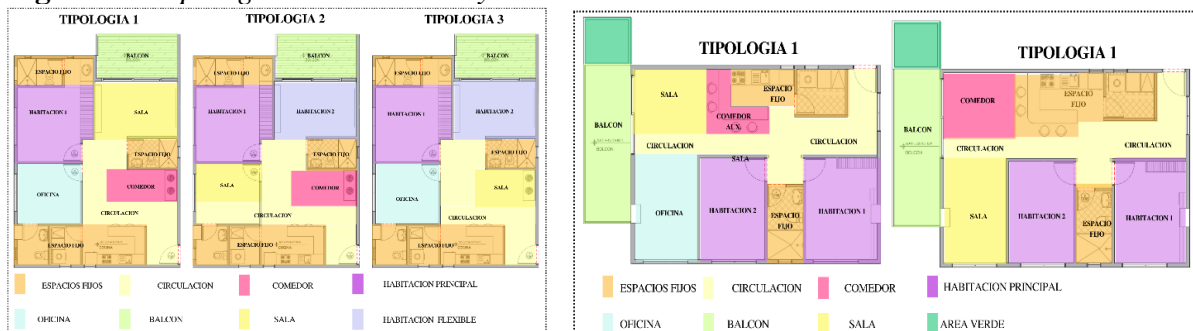 TIPOLOGIA 1
TIPOLOGIA 2
TIPOLOGIA 3
BALCON
ESPACIO FIJO
HABITACION 1
SALA
ESPACIO FIJO
OFICINA
COMEDOR
CIRCULACION
ESPACIO FIJO
BALCON
ESPACIO FIJO
HABITACION 1
HABITACION 2
ESPACIO FIJO
SALA
COMEDOR
CIRCULACION
ESPACIO FIJO
BALCON
ESPACIO FIJO
HABITACION 1
HABITACION 2
ESPACIO FIJO
OFICINA
SALA
CIRCULACION
ESPACIO FIJO
ESPACIOS FIJOS
CIRCULACION
COMEDOR
HABITACION PRINCIPAL
OFICINA
BALCON
SALA
HABITACION FLEXIBLE
TIPOLOGIA 1
SALA
ESPACIO
FIJO
COMEDOR
AUX.
BALCON
CIRCULACION
SALA
CIRCULACION
OFICINA
HABITACION 2
ESPACIO
FIJO
HABITACION 1
TIPOLOGIA 1
COMEDOR
ESPACIO
FIJO
BALCON
CIRCULACION
CIRCULACION
SALA
HABITACION 2
ESPACIO
FIJO
HABITACION 1
ESPACIOS FIJOS
CIRCULACION
COMEDOR
HABITACION PRINCIPAL
OFICINA
BALCON
SALA
AREA VERDE